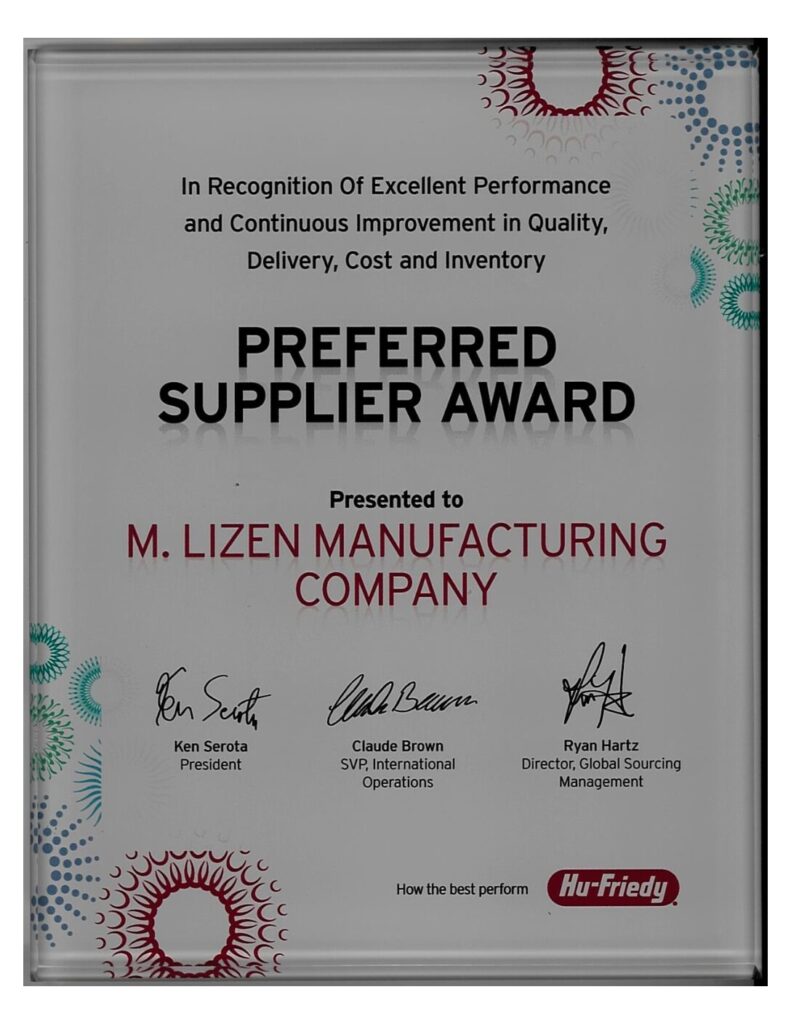 In Recognition Of Excellent Performance
and Continuous Improvement in Quality,
Delivery, Cost and Inventory
PREFERRED
SUPPLIER AWARD
Presented to
M. LIZEN MANUFACTURING
COMPANY
Ken Serota
Claude Brown
Ken Serota
President
Claude Brown
SVP, International
Operations
Ryan Hartz
Director, Global Sourcing
Management
How the best perform
Hu-Friedy